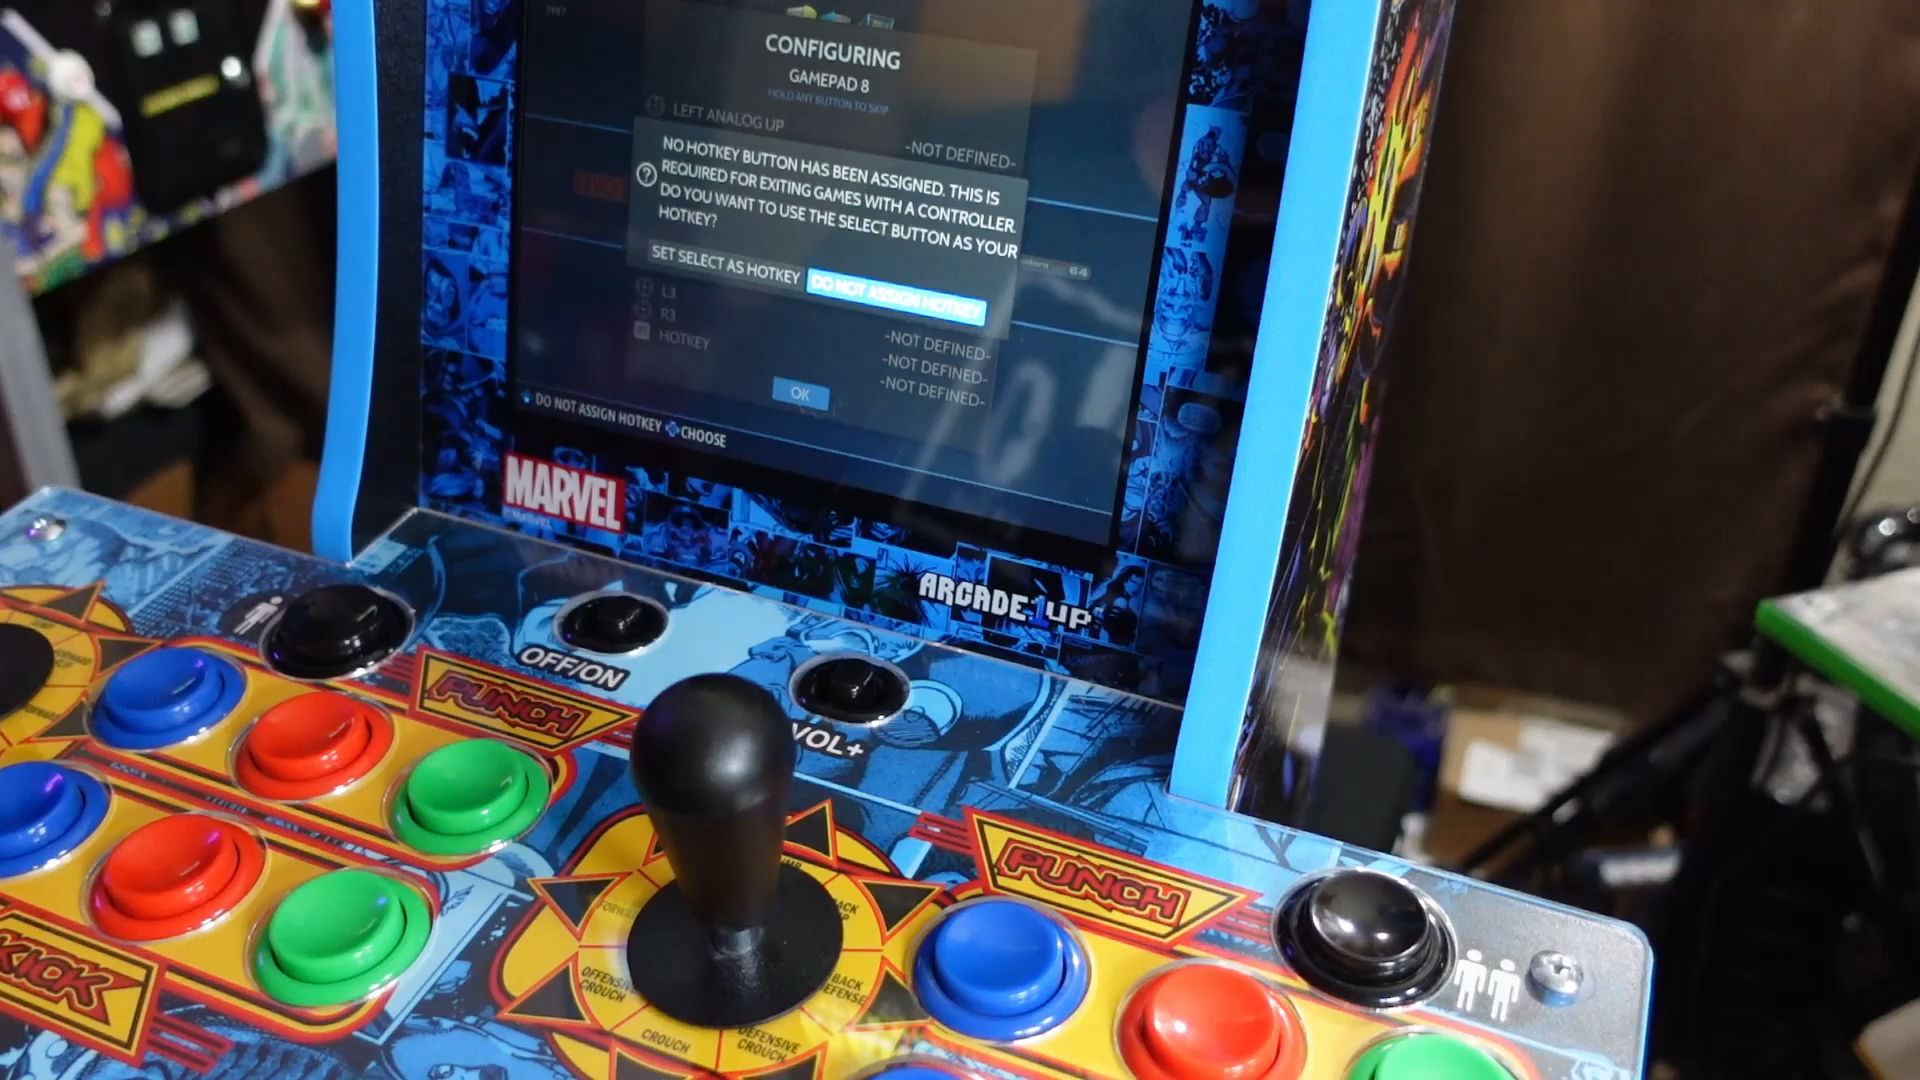 1997
CONFIGURING
GAMEPAD 8
HOLD ANY BUTTON TO SKIP
LEFT ANALOG UP
-NOT DEFINED-
NO HOTKEY BUTTON HAS BEEN ASSIGNED. THIS IS
REQUIRED FOR EXITING GAMES WITH A CONTROLLER.
DO YOU WANT TO USE THE SELECT BUTTON AS YOUR
HOTKEY?
SET SELECT AS HOTKEY
DO NOT ASSIGN HOTKEY
64
L3
-NOT DEFINED-
R3
-NOT DEFINED-
HOTKEY
-NOT DEFINED-
OK
DO NOT ASSIGN HOTKEY
CHOOSE
MARVEL
ARCADE1UP
OFF/ON
VOL+
PUNCH
PUNCH
KICK
OFFENSIVE
CROUCH
CROUCH
DEFENSIVE
CROUCH
BACK
DEFENSE